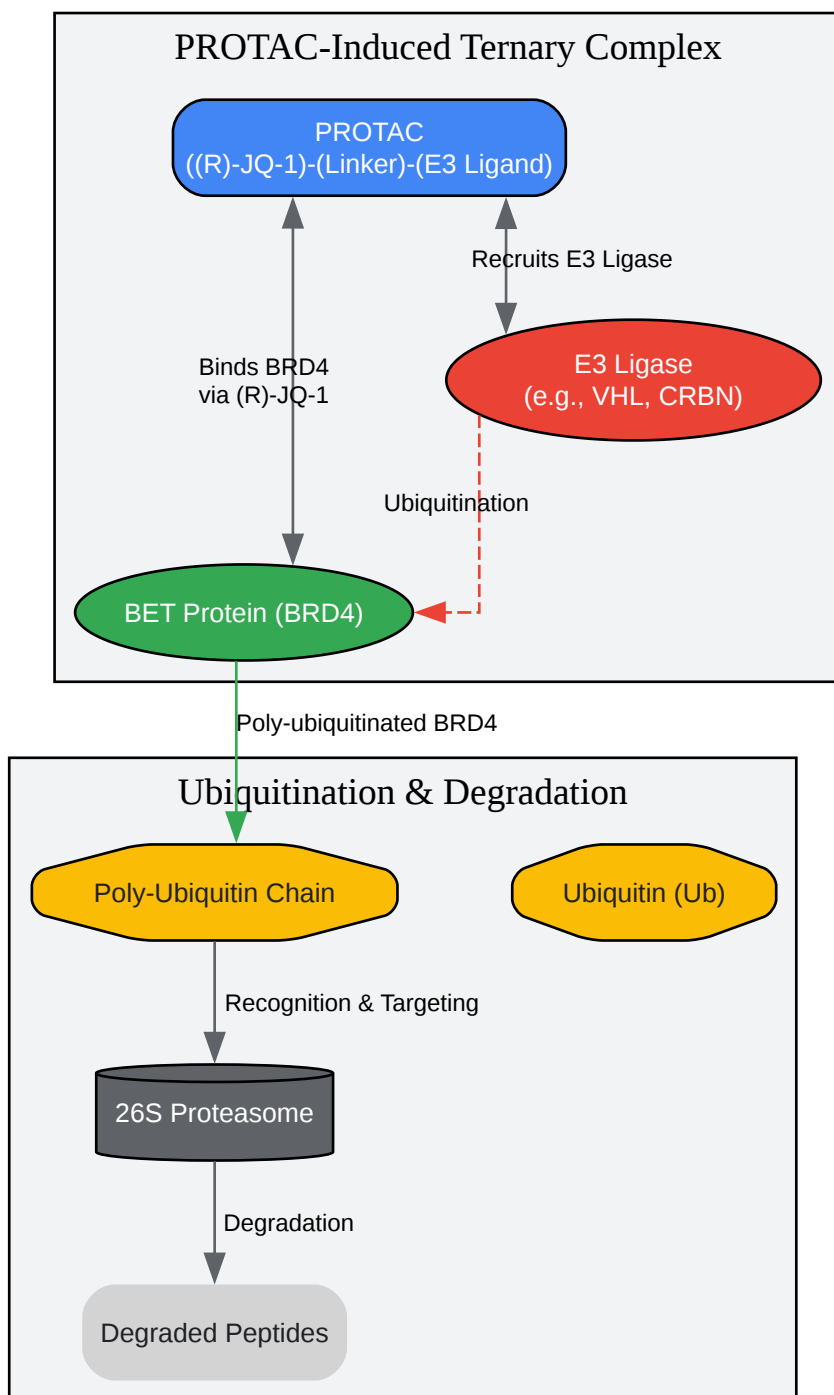 PROTAC-Induced Ternary Complex
PROTAC
((R)-JQ-1)-(Linker)-(E3 Ligand)
Recruits E3 Ligase
Binds BRD4
via (R)-JQ-1
E3 Ligase
(e.g., VHL, CRBN)
Ubiquitination
BET Protein (BRD4)
Poly-ubiquitinated BRD4
Ubiquitination & Degradation
Poly-Ubiquitin Chain
Ubiquitin (Ub)
Recognition & Targeting
26S Proteasome
Degradation
Degraded Peptides